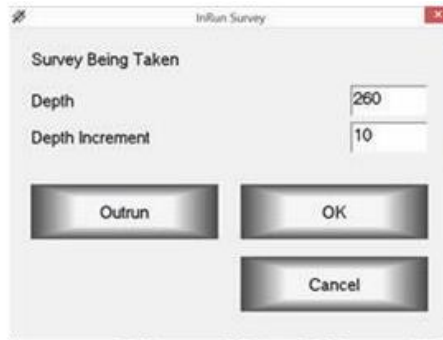 InRun Survey
Survey Being Taken
Depth 260
Depth Increment 10
Outrun OK
Cancel